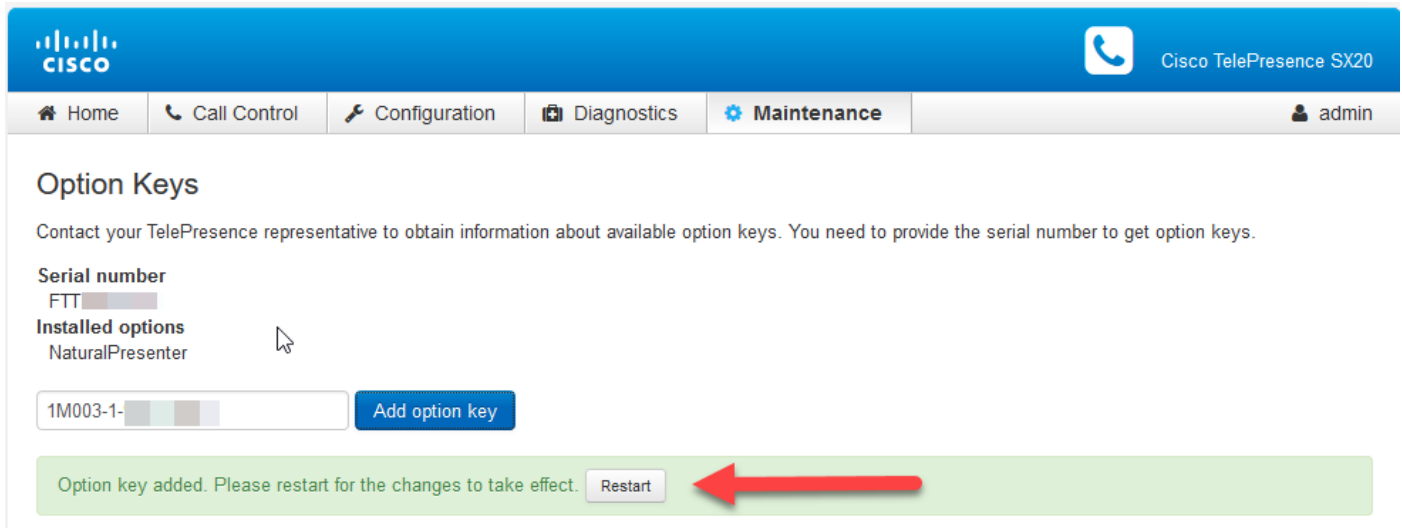 CISCO
Cisco TelePresence SX20
Home Call Control Configuration Diagnostics Maintenance admin
Option Keys
Contact your TelePresence representative to obtain information about available option keys. You need to provide the serial number to get option keys.
Serial number
FTT
Installed options
NaturalPresenter
1M003-1-
Add option key
Option key added. Please restart for the changes to take effect. Restart